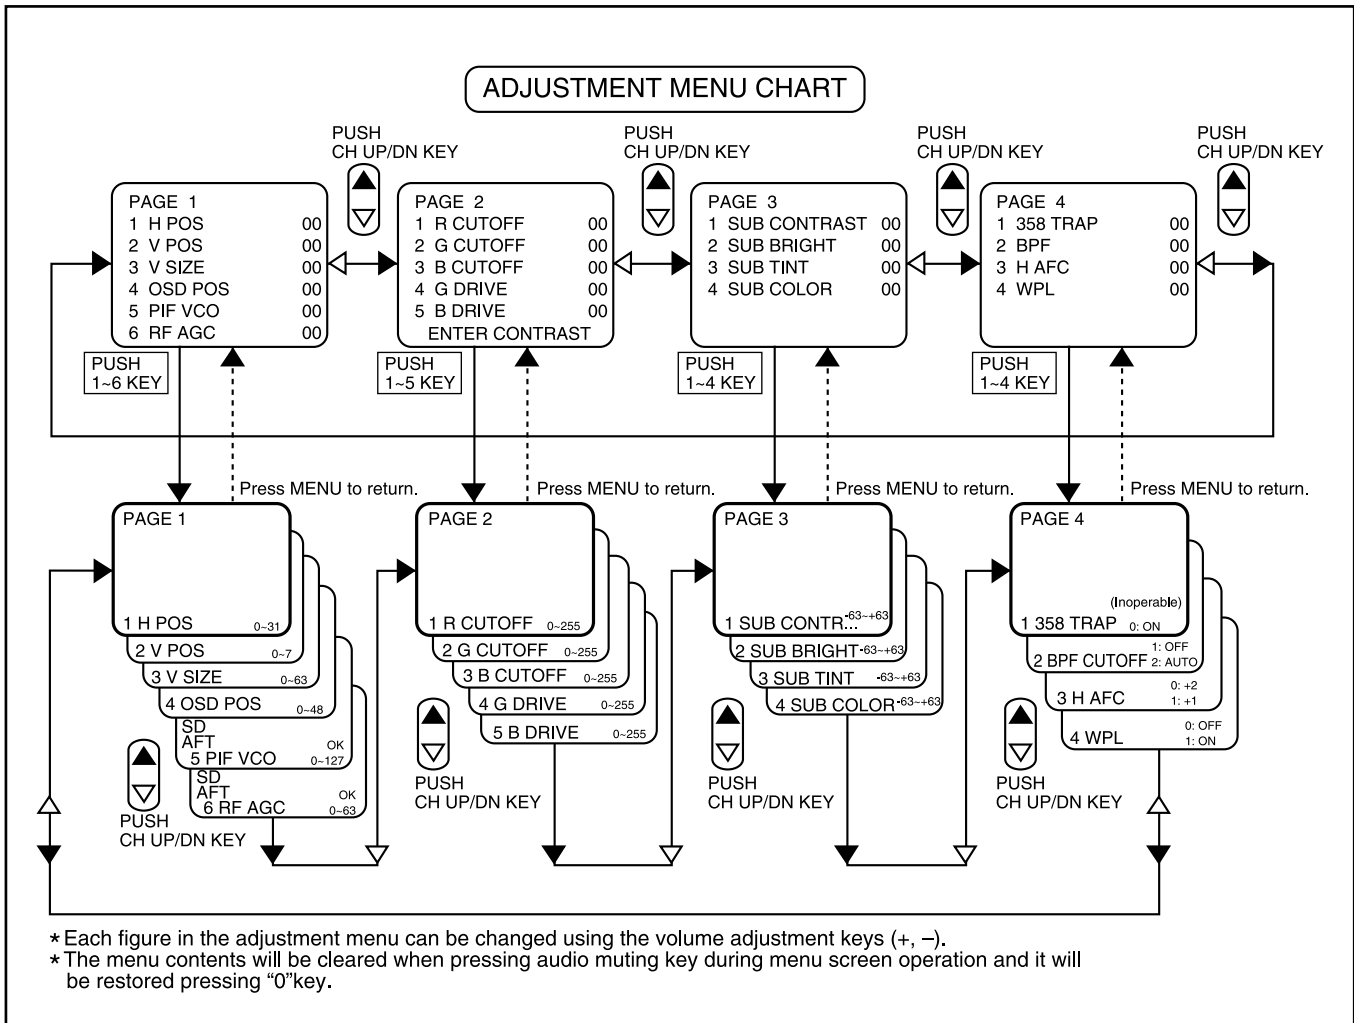 ADJUSTMENT MENU CHART
PUSH
CH UP/DN KEY
PUSH
CH UP/DN KEY
PUSH
CH UP/DN KEY
PUSH
CH UP/DN KEY
PAGE 1
1 H POS 00
2 V POS 00
3 V SIZE 00
4 OSD POS 00
5 PIF VCO 00
6 RF AGC 00
PAGE 2
1 R CUTOFF 00
2 G CUTOFF 00
3 B CUTOFF 00
4 G DRIVE 00
5 B DRIVE 00
ENTER CONTRAST
PAGE 3
1 SUB CONTRAST 00
2 SUB BRIGHT 00
3 SUB TINT 00
4 SUB COLOR 00
PAGE 4
1 358 TRAP 00
2 BPF 00
3 H AFC 00
4 WPL 00
PUSH
1~6 KEY
PUSH
1~5 KEY
PUSH
1~4 KEY
PUSH
1~4 KEY
Press MENU to return.
Press MENU to return.
Press MENU to return.
Press MENU to return.
PAGE 1
1 H POS 0~31
2 V POS 0~7
3 V SIZE 0~63
4 OSD POS 0~48
SD
AFT OK
5 PIF VCO 0~127
SD
AFT OK
6 RF AGC 0~63
PUSH
CH UP/DN KEY
PAGE 2
1 R CUTOFF 0~255
2 G CUTOFF 0~255
3 B CUTOFF 0~255
4 G DRIVE 0~255
5 B DRIVE 0~255
PUSH
CH UP/DN KEY
PAGE 3
1 SUB CONTR... -63~+63
2 SUB BRIGHT -63~+63
3 SUB TINT -63~+63
4 SUB COLOR -63~+63
PUSH
CH UP/DN KEY
PAGE 4
(Inoperable)
1 358 TRAP 0: ON
1: OFF
2 BPF CUTOFF 2: AUTO
0: +2
3 H AFC 1: +1
0: OFF
4 WPL 1: ON
PUSH
CH UP/DN KEY
* Each figure in the adjustment menu can be changed using the volume adjustment keys (+, –).
* The menu contents will be cleared when pressing audio muting key during menu screen operation and it will
be restored pressing “0”key.